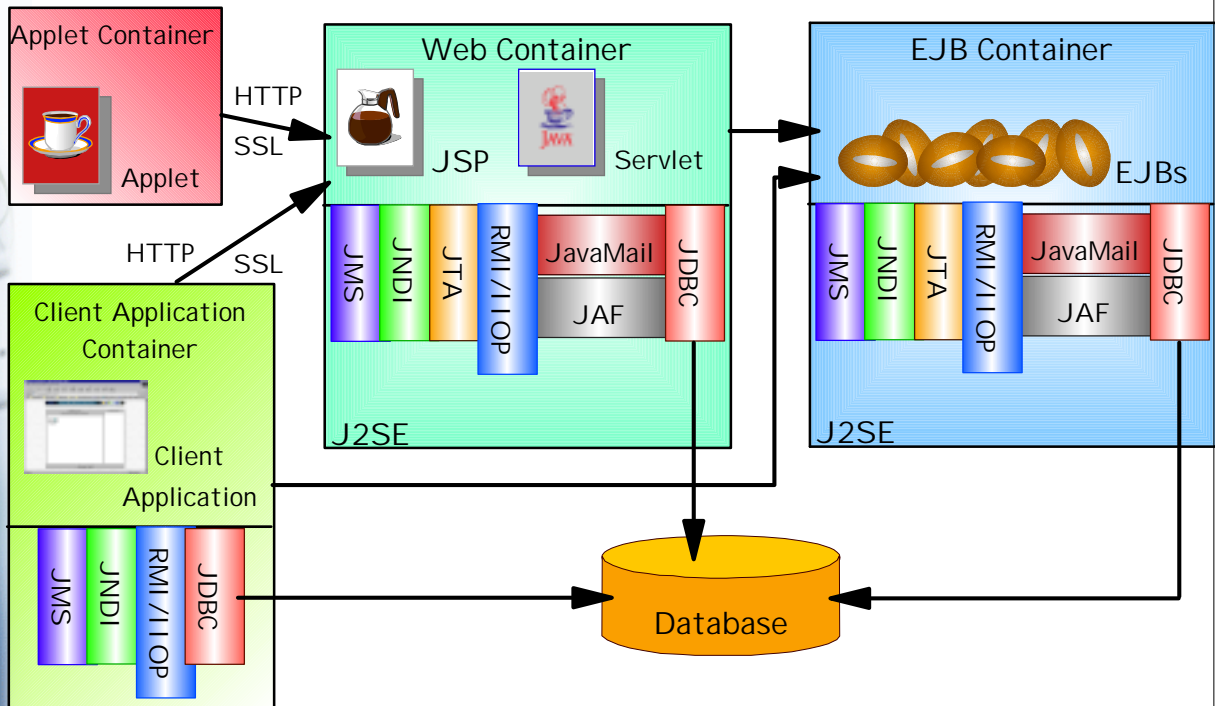 Applet Container
Applet
HTTP
SSL
Web Container
JSP
JAVA
Servlet
JMS
JNDI
JTA
RMI/IIOP
JavaMail
JAF
JDBC
J2SE
EJB Container
EJBs
JMS
JNDI
JTA
RMI/IIOP
JavaMail
JAF
JDBC
J2SE
HTTP
SSL
Client Application
Container
Client
Application
JMS
JNDI
RMI/IIOP
JDBC
Database